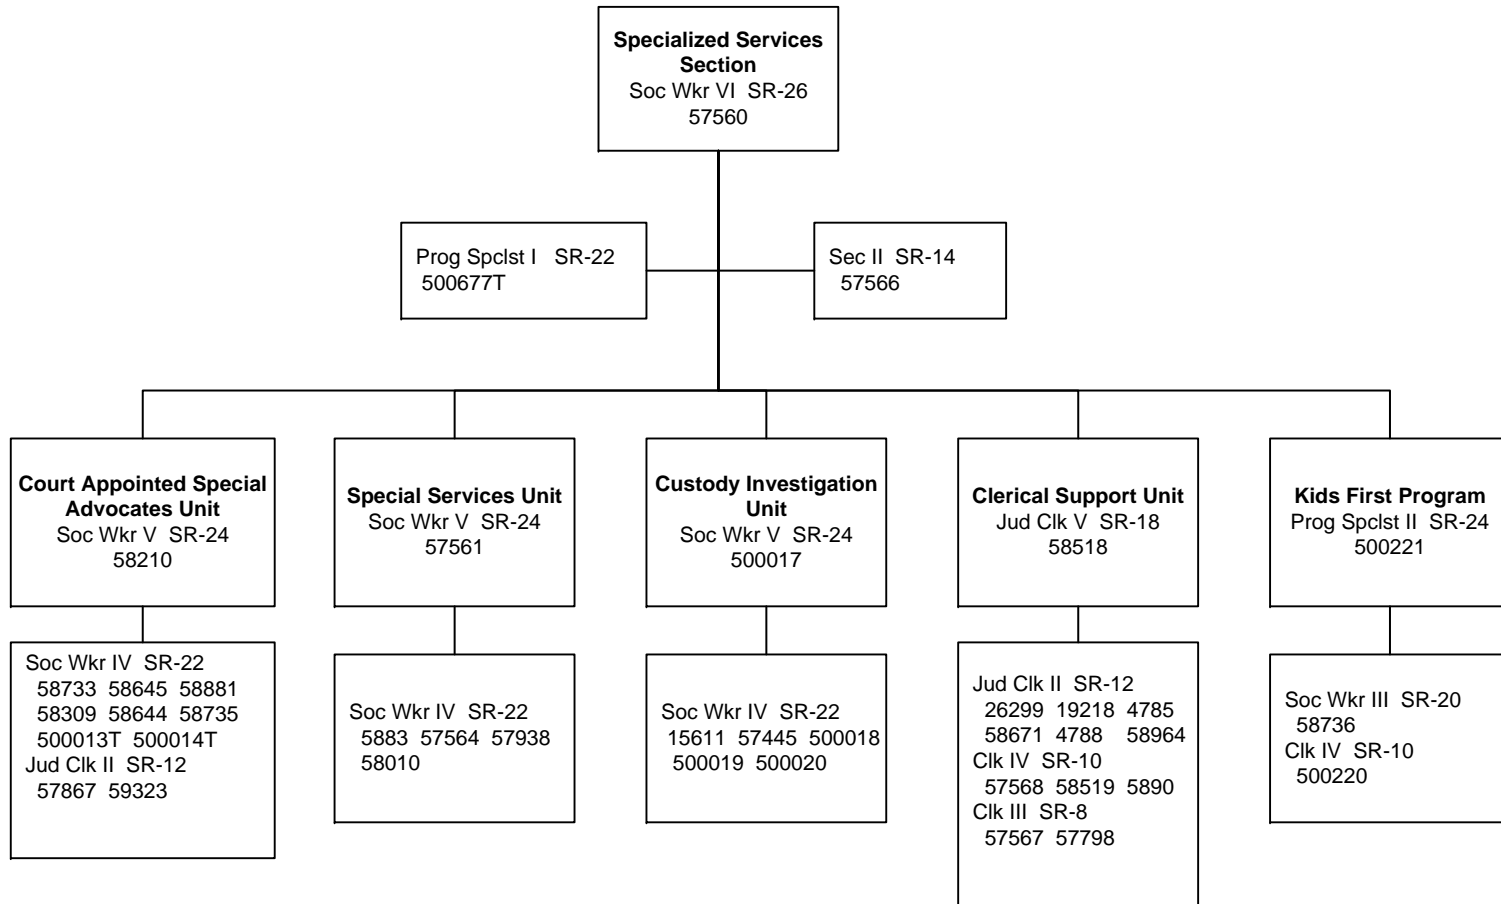 Specialized Services
Section
Soc Wkr VI SR-26
57560
Prog Spclst I SR-22
500677T
Sec II SR-14
57566
Court Appointed Special
Advocates Unit
Soc Wkr V SR-24
58210
Special Services Unit
Soc Wkr V SR-24
57561
Custody Investigation
Unit
Soc Wkr V SR-24
500017
Clerical Support Unit
Jud Clk V SR-18
58518
Kids First Program
Prog Spclst II SR-24
500221
Soc Wkr IV SR-22
58733 58645 58881
58309 58644 58735
500013T 500014T
Jud Clk II SR-12
57867 59323
Soc Wkr IV SR-22
5883 57564 57938
58010
Soc Wkr IV SR-22
15611 57445 500018
500019 500020
Jud Clk II SR-12
26299 19218 4785
58671 4788 58964
Clk IV SR-10
57568 58519 5890
Clk III SR-8
57567 57798
Soc Wkr III SR-20
58736
Clk IV SR-10
500220